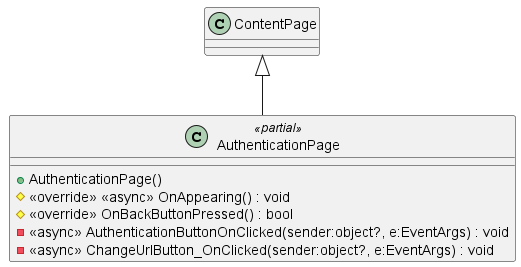 C ContentPage
«partial»
C AuthenticationPage
AuthenticationPage()
«override» «async» OnAppearing() : void
«override» OnBackButtonPressed() : bool
«async» AuthenticationButtonOnClicked(sender:object?, e:EventArgs) : void
«async» ChangeUrlButton_OnClicked(sender:object?, e:EventArgs) : void